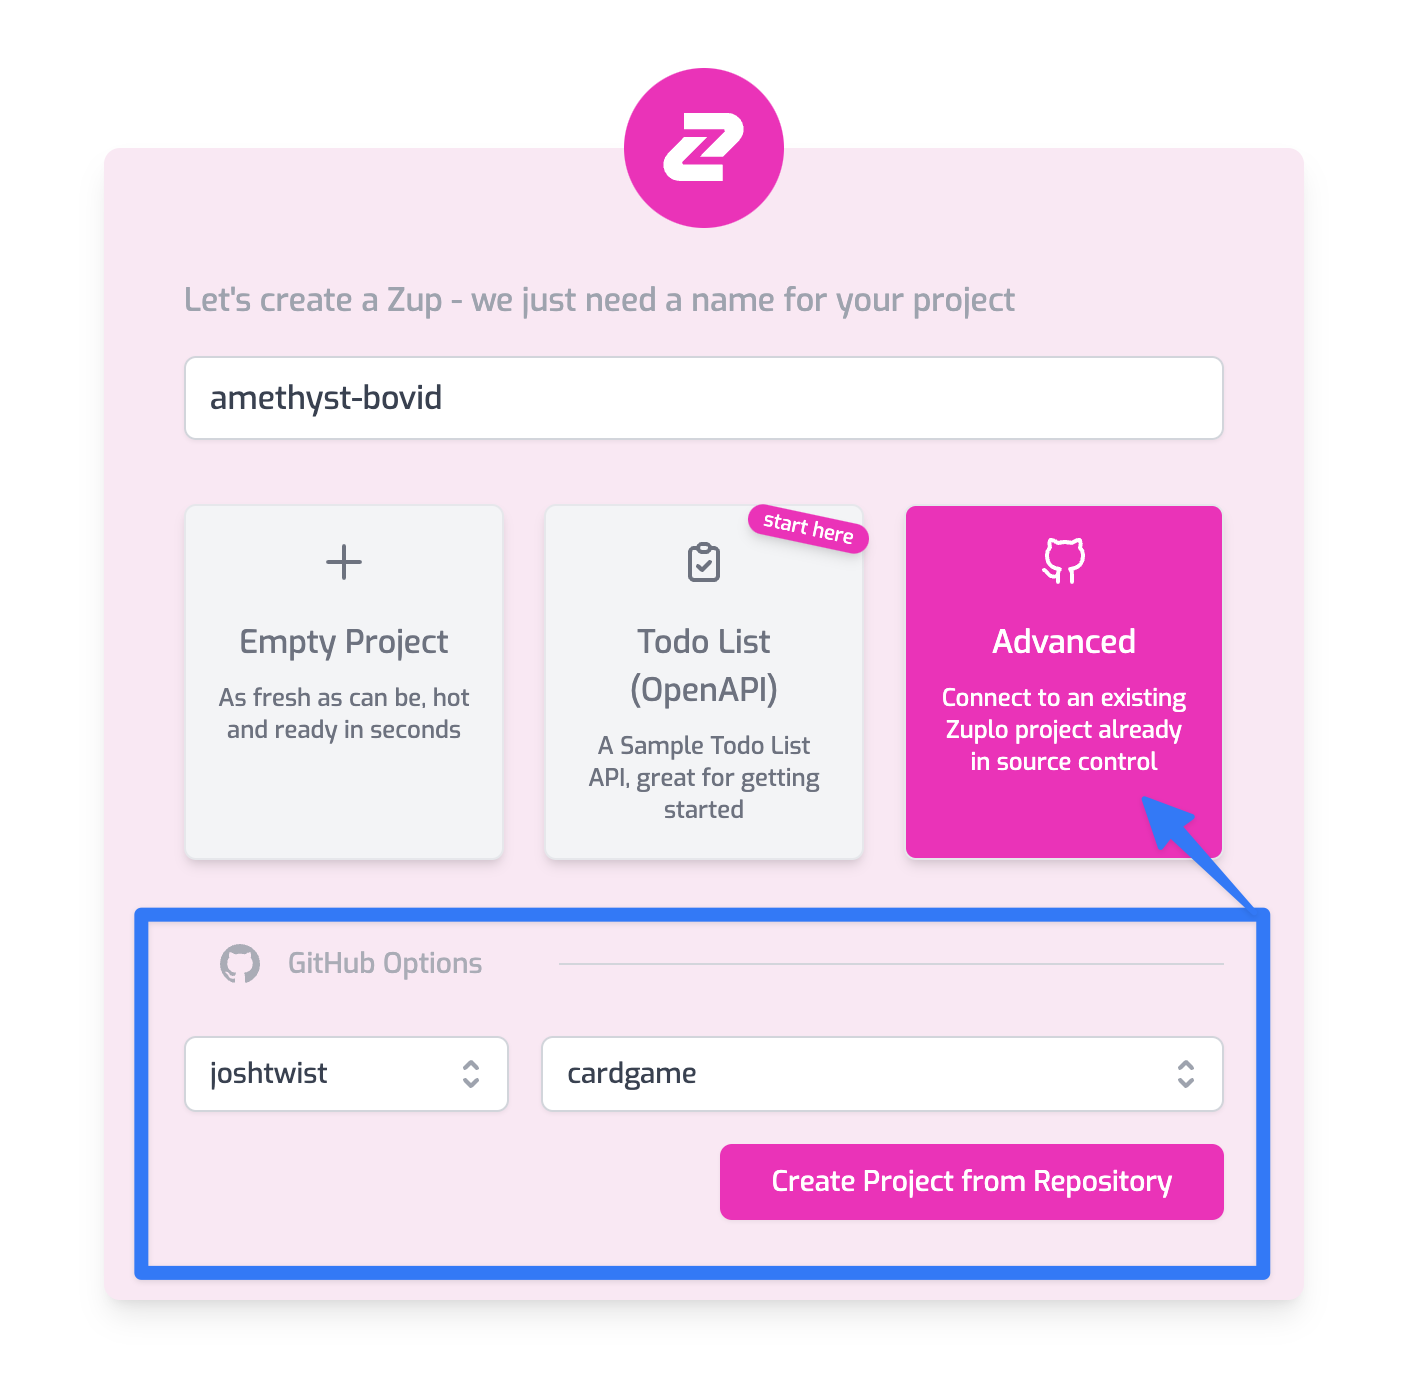 Let's create a Zup - we just need a name for your project
amethyst-bovid
start here
Empty Project
As fresh as can be, hot
and ready in seconds
Todo List
(OpenAPI)
A Sample Todo List
API, great for getting
started
Advanced
Connect to an existing
Zuplo project already
in source control
GitHub Options
joshtwist
cardgame
Create Project from Repository